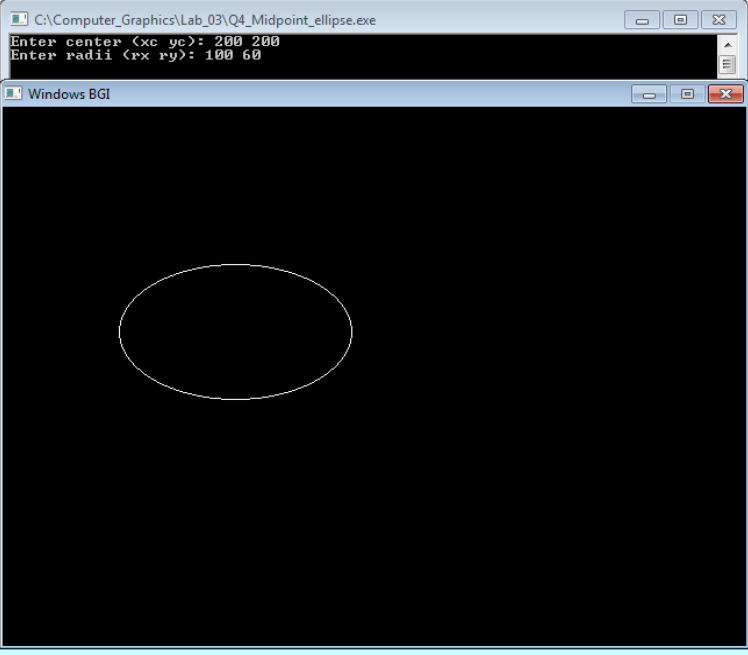 C:\Computer_Graphics\Lab_03\Q4_Midpoint_ellipse.exe
Enter center (xc yc): 200 200
Enter radii (rx ry): 100 60
Windows BGI